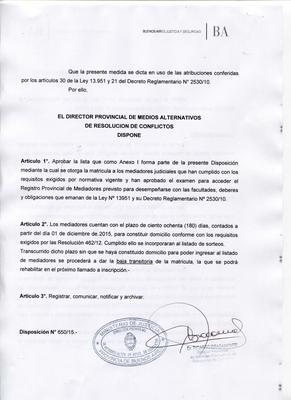 BUENOS AIRES JUSTICIA Y SEGURIDAD | BA
Que la presente medida se dicta en uso de las atribuciones conferidas
por los artículos 30 de la Ley 13.951 y 21 del Decreto Reglamentario N° 2530/10.
Por ello,
EL DIRECTOR PROVINCIAL DE MEDIOS ALTERNATIVOS
DE RESOLUCION DE CONFLICTOS
DISPONE
Artículo 1°. Aprobar la lista que como Anexo I forma parte de la presente Disposición
mediante la cual se otorga la matrícula a los mediadores judiciales que han cumplido con los
requisitos exigidos por normativa vigente y han aprobado el examen para acceder al
Registro Provincial de Mediadores previsto para desempeñarse con las facultades, deberes
y obligaciones que emanan de la Ley N° 13951 y su Decreto Reglamentario N° 2530/10.
Artículo 2°. Los mediadores cuentan con el plazo de ciento ochenta (180) días, contados a
partir del día 01 de diciembre de 2015, para constituir domicilio conforme con los requisitos
exigidos por las Resolución 462/12. Cumplido ello se incorporaran al listado de sorteos.
Transcurrido dicho plazo sin que se haya constituido domicilio para poder ingresar al listado
de mediadores se procederá a dar la baja transitoria de la matrícula, la que se podrá
rehabilitar en el próximo llamado a inscripción.-
Artículo 3°. Registrar, comunicar, notificar y archivar.
Disposición N° 650/15.-
MINISTERIO DE JUSTICIA
PROVINCIA DE BUENOS AIRES